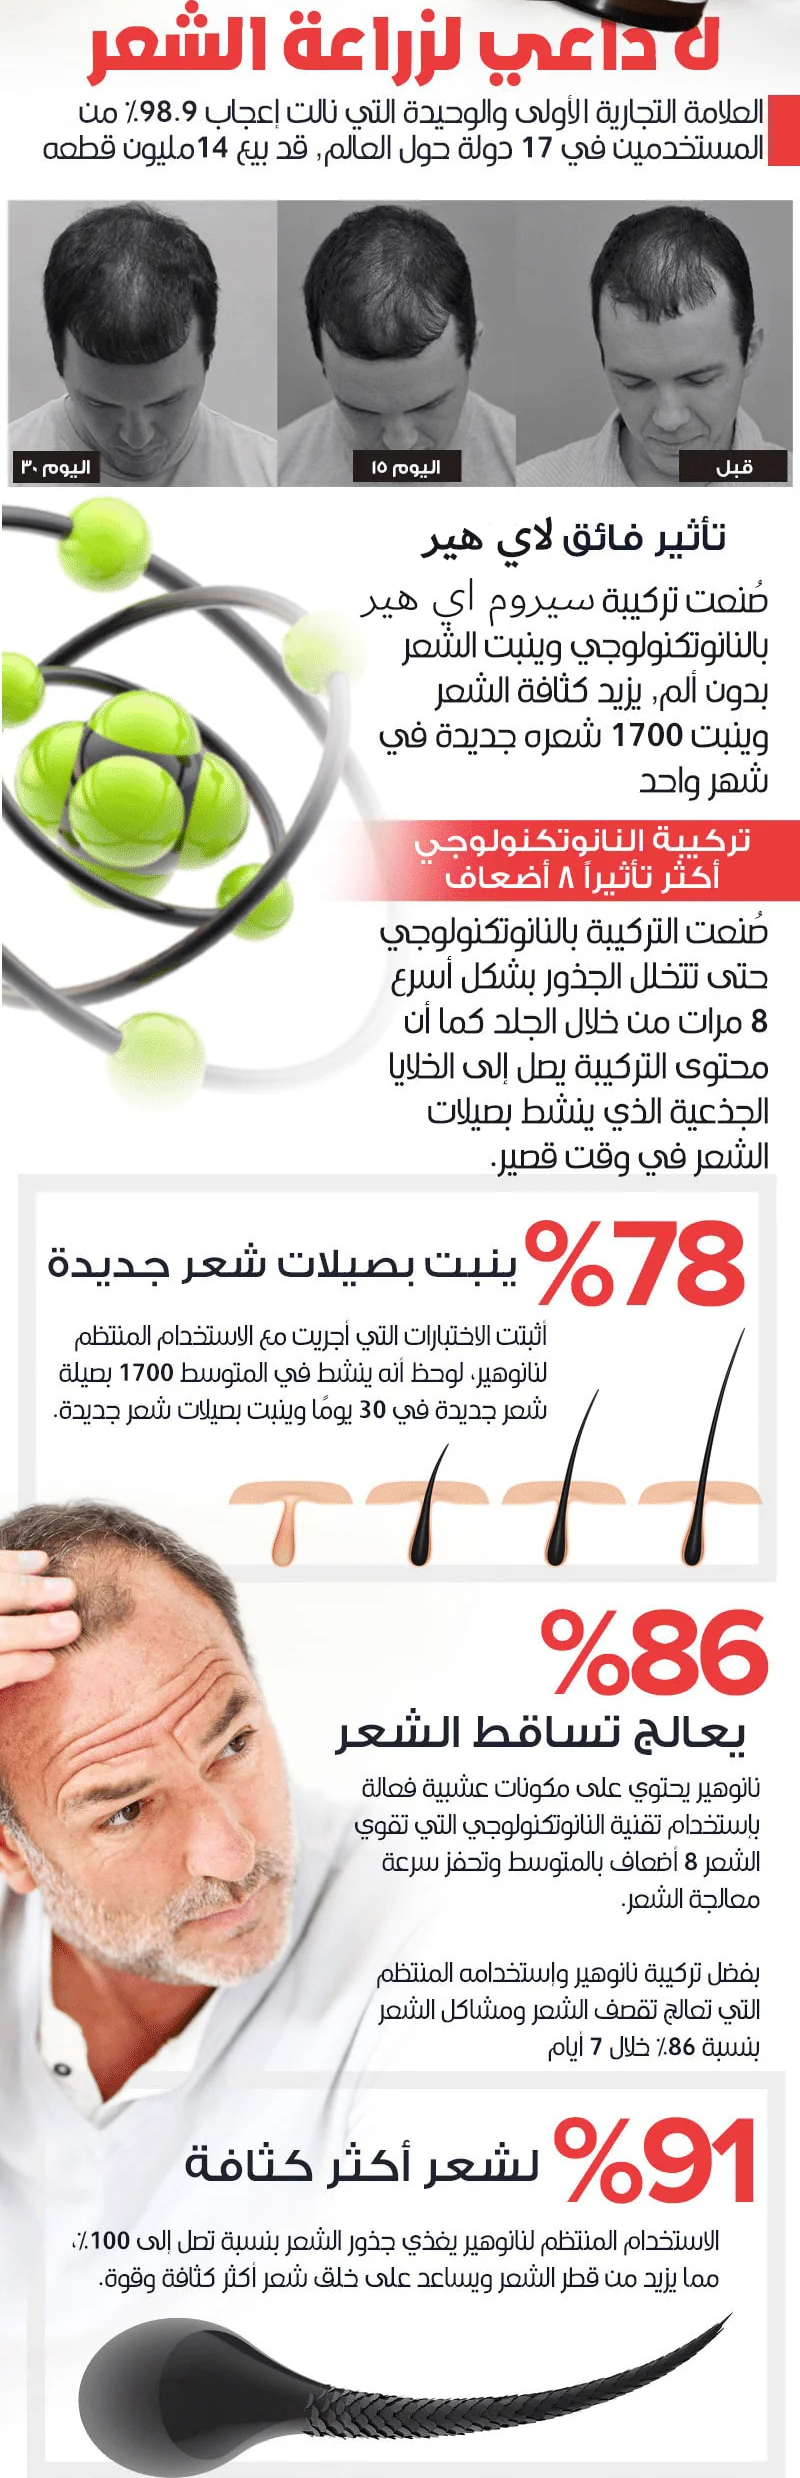 لا داعي لزراعة الشعر
العلامة التجارية الأولى والوحيدة التي نالت إعجاب 98.9٪ من
المستخدمين في 17 دولة حول العالم, قد بيع 14مليون قطعه
قبل
اليوم ١٥
اليوم ٣٠
تأثير فائق لاي هير
صُنعت تركيبة سيروم اي هير
بالنانوتكنولوجي وينبت الشعر
بدون ألم, يزيد كثافة الشعر
وينبت 1700 شعره جديدة في
شهر واحد
تركيبة النانوتكنولوجي
أكثر تأثيراً ٨ أضعاف
صُنعت التركيبة بالنانوتكنولوجي
حتى تتخلل الجذور بشكل أسرع
8 مرات من خلال الجلد كما أن
محتوى التركيبة يصل إلى الخلايا
الجذعية الذي ينشط بصيلات
الشعر في وقت قصير.
%78 ينبت بصيلات شعر جديدة
أثبتت الاختبارات التي أجريت مع الاستخدام المنتظم
لنانوهير، لوحظ أنه ينشط في المتوسط 1700 بصيلة
شعر جديدة في 30 يومًا وينبت بصيلات شعر جديدة.
%86
يعالج تساقط الشعر
نانوهير يحتوي على مكونات عشبية فعالة
بإستخدام تقنية النانوتكنولوجي التي تقوي
الشعر 8 أضعاف بالمتوسط وتحفز سرعة
معالجة الشعر.
بفضل تركيبة نانوهير وإستخدامه المنتظم
التي تعالج تقصف الشعر ومشاكل الشعر
بنسبة 86٪ خلال 7 أيام
%91 لشعر أكثر كثافة
الاستخدام المنتظم لنانوهير يغذي جذور الشعر بنسبة تصل إلى 100٪،
مما يزيد من قطر الشعر ويساعد على خلق شعر أكثر كثافة وقوة.